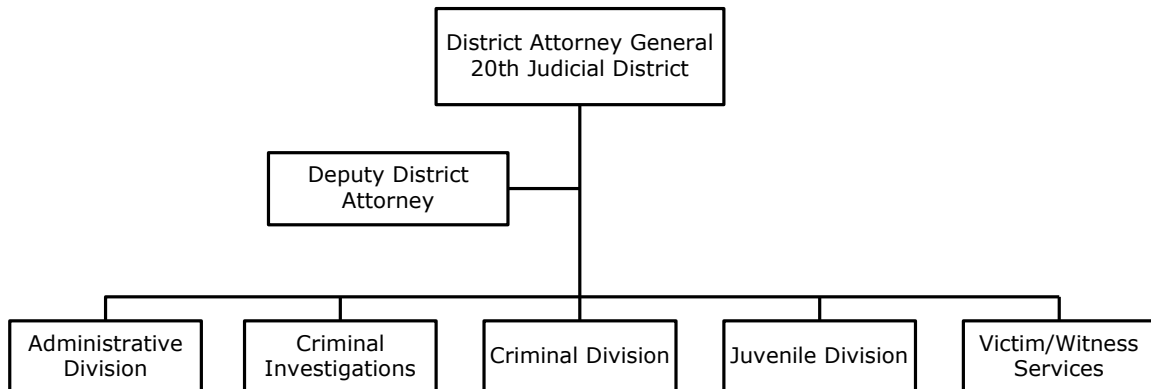 District Attorney General
20th Judicial District
Deputy District
Attorney
Administrative
Division
Criminal
Investigations
Criminal Division
Juvenile Division
Victim/Witness
Services